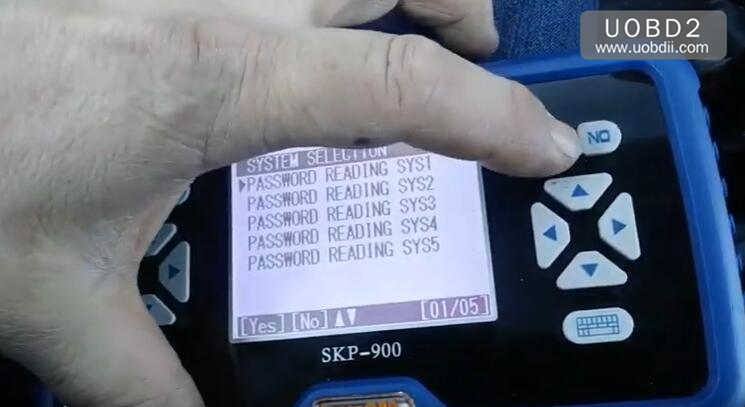 UOBD2
www.uobdii.com
NO
SYSTEM SELECTION
PASSWORD READING SYS1
PASSWORD READING SYS2
PASSWORD READING SYS3
PASSWORD READING SYS4
PASSWORD READING SYS5
[Yes] [No] ▲▼ [01/05]
SKP-900